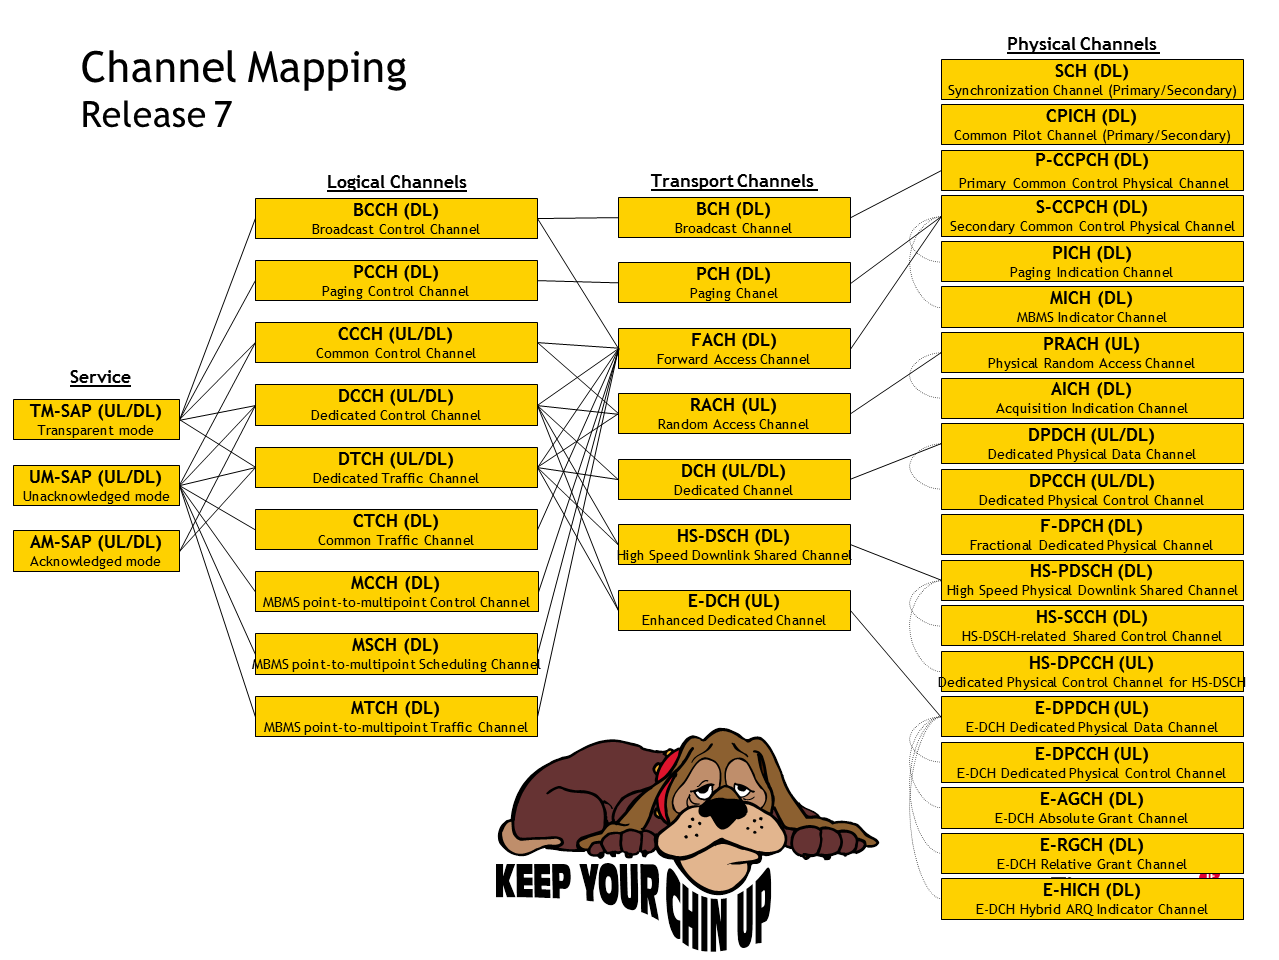 Channel Mapping
Release 7
Service
TM-SAP (UL/DL)
Transparent mode
UM-SAP (UL/DL)
Unacknowledged mode
AM-SAP (UL/DL)
Acknowledged mode
Logical Channels
BCCH (DL)
Broadcast Control Channel
PCCH (DL)
Paging Control Channel
CCCH (UL/DL)
Common Control Channel
DCCH (UL/DL)
Dedicated Control Channel
DTCH (UL/DL)
Dedicated Traffic Channel
CTCH (DL)
Common Traffic Channel
MCCH (DL)
MBMS point-to-multipoint Control Channel
MSCH (DL)
MBMS point-to-multipoint Scheduling Channel
MTCH (DL)
MBMS point-to-multipoint Traffic Channel
Transport Channels
BCH (DL)
Broadcast Channel
PCH (DL)
Paging Chanel
FACH (DL)
Forward Access Channel
RACH (UL)
Random Access Channel
DCH (UL/DL)
Dedicated Channel
HS-DSCH (DL)
High Speed Downlink Shared Channel
E-DCH (UL)
Enhanced Dedicated Channel
Physical Channels
SCH (DL)
Synchronization Channel (Primary/Secondary)
CPICH (DL)
Common Pilot Channel (Primary/Secondary)
P-CCPCH (DL)
Primary Common Control Physical Channel
S-CCPCH (DL)
Secondary Common Control Physical Channel
PICH (DL)
Paging Indication Channel
MICH (DL)
MBMS Indicator Channel
PRACH (UL)
Physical Random Access Channel
AICH (DL)
Acquisition Indication Channel
DPDCH (UL/DL)
Dedicated Physical Data Channel
DPCCH (UL/DL)
Dedicated Physical Control Channel
F-DPCH (DL)
Fractional Dedicated Physical Channel
HS-PDSCH (DL)
High Speed Physical Downlink Shared Channel
HS-SCCH (DL)
HS-DSCH-related Shared Control Channel
HS-DPCCH (UL)
Dedicated Physical Control Channel for HS-DSCH
E-DPDCH (UL)
E-DCH Dedicated Physical Data Channel
E-DPCCH (UL)
E-DCH Dedicated Physical Control Channel
E-AGCH (DL)
E-DCH Absolute Grant Channel
E-RGCH (DL)
E-DCH Relative Grant Channel
E-HICH (DL)
E-DCH Hybrid ARQ Indicator Channel
KEEP YOUR CHIN UP